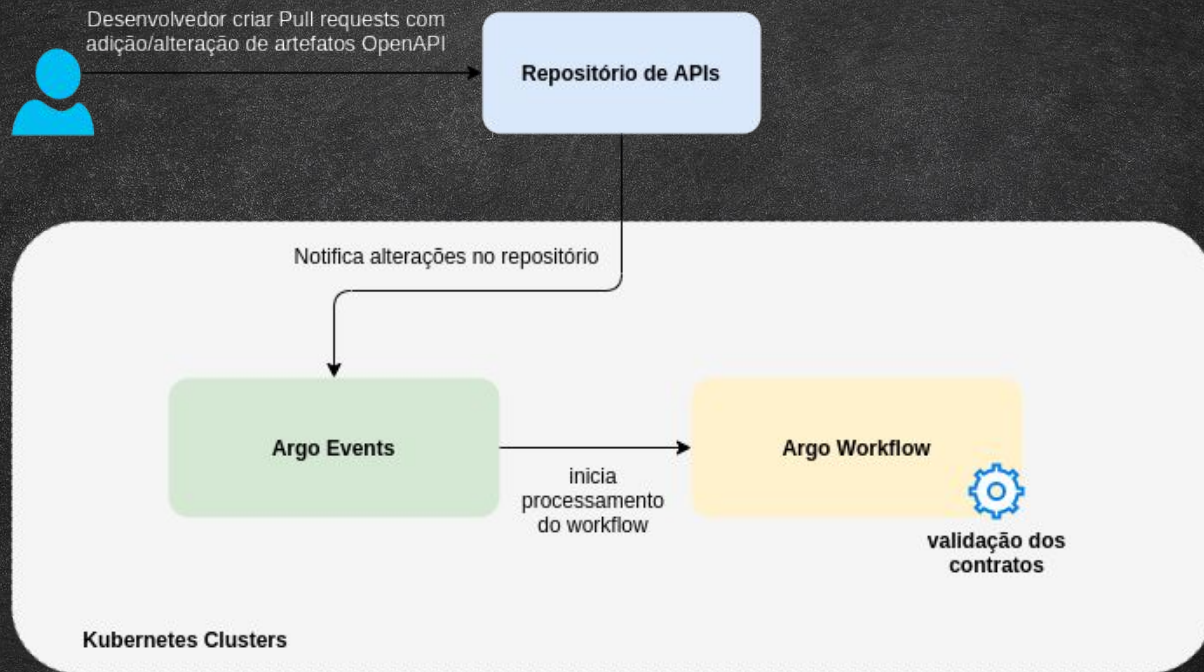 Desenvolvedor criar Pull requests com
adição/alteração de artefatos OpenAPI
Repositório de APIs
Notifica alterações no repositório
Argo Events
inicia
processamento
do workflow
Argo Workflow
validação dos
contratos
Kubernetes Clusters